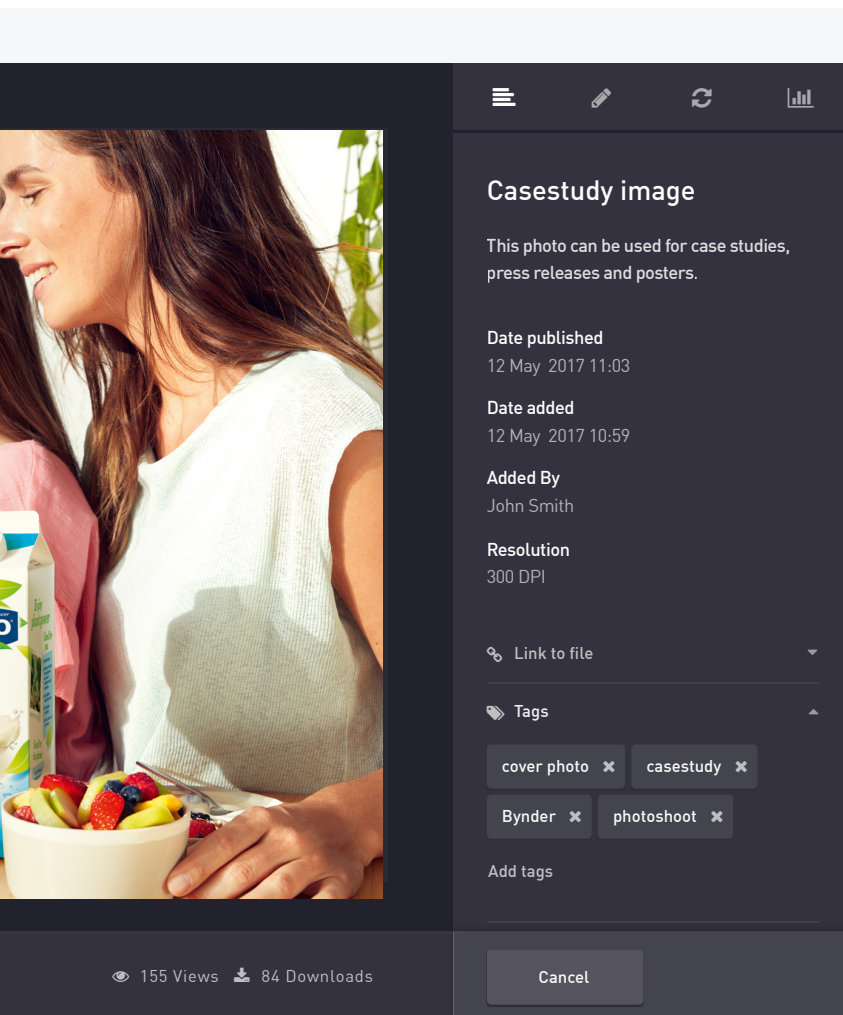 Casestudy image
This photo can be used for case studies,
press releases and posters.
Date published
12 May 2017 11:03
Date added
12 May 2017 10:59
Added By
John Smith
Resolution
300 DPI
Link to file
Tags
cover photo
casestudy
Bynder
photoshoot
Add tags
Enjoy
plantpower
155 Views
84 Downloads
Cancel